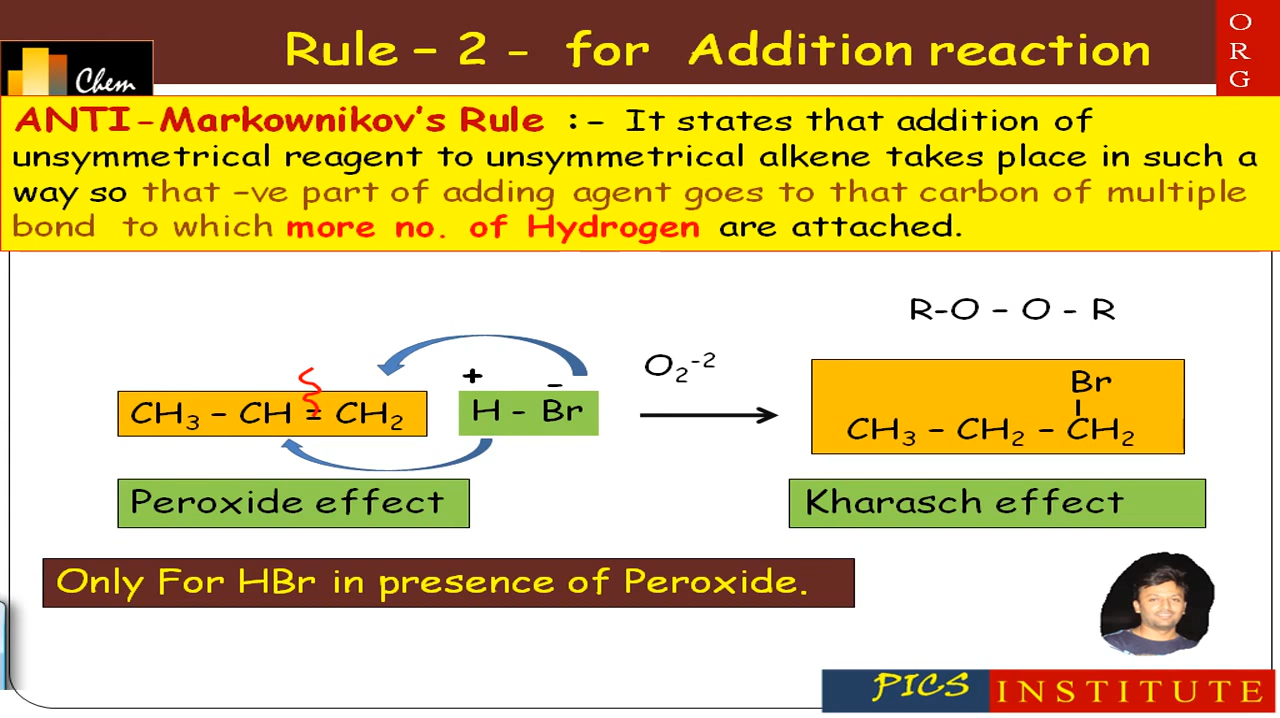 Rule – 2 - for Addition reaction
ORG
Chem
ANTI-Markownikov's Rule :- It states that addition of
unsymmetrical reagent to unsymmetrical alkene takes place in such a
way so that –ve part of adding agent goes to that carbon of multiple
bond to which more no. of Hydrogen are attached.
R-O – O - R
+ - O₂⁻²
Br
CH₃ – CH = CH₂ H - Br CH₃ – CH₂ – CH₂
Peroxide effect Kharasch effect
Only For HBr in presence of Peroxide.
PICS INSTITUTE